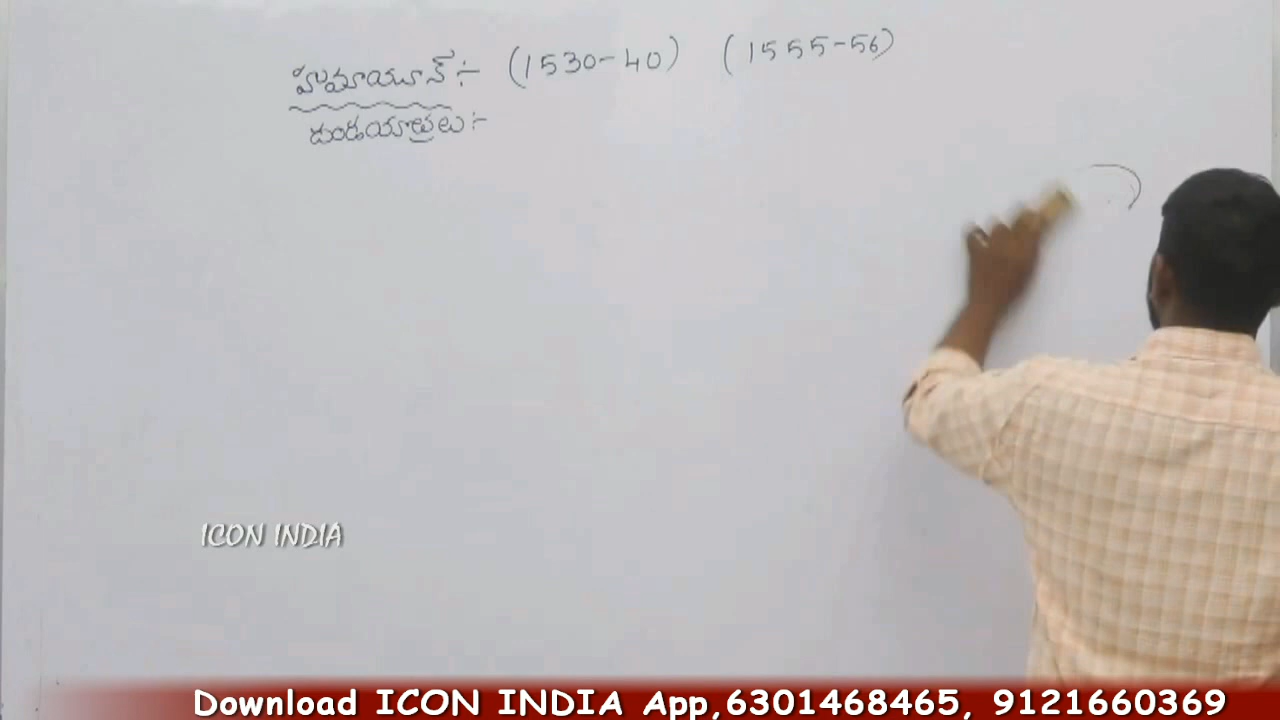 హుమాయూన్ :- (1530-40) (1555-56)
దండయాత్రలు :-
ICON INDIA
Download ICON INDIA App,6301468465, 9121660369